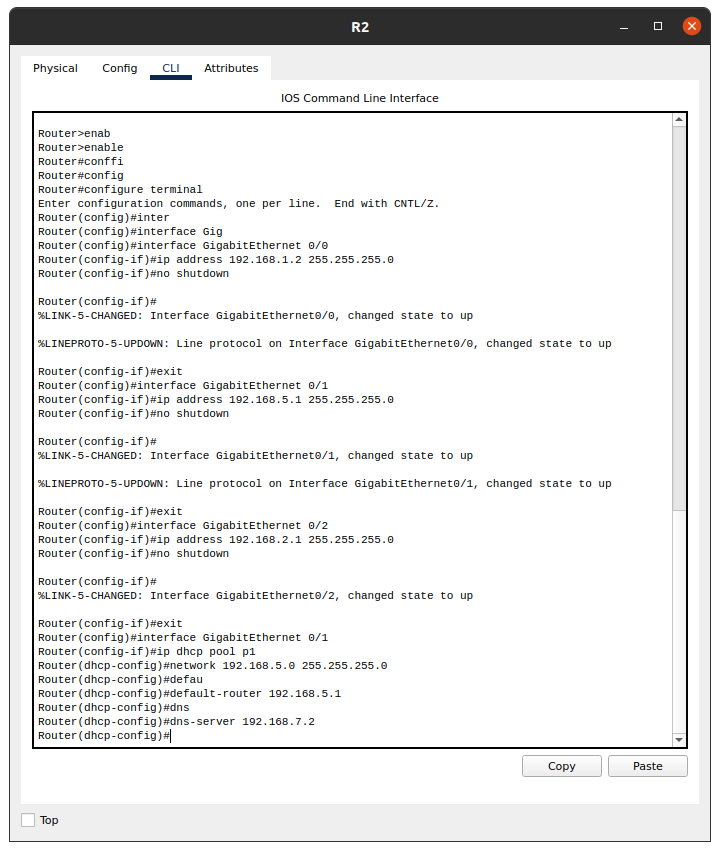 R2
Physical Config CLI Attributes
IOS Command Line Interface
Router>enab
Router>enable
Router#conffi
Router#config
Router#configure terminal
Enter configuration commands, one per line.  End with CNTL/Z.
Router(config)#inter
Router(config)#interface Gig
Router(config)#interface GigabitEthernet 0/0
Router(config-if)#ip address 192.168.1.2 255.255.255.0
Router(config-if)#no shutdown
Router(config-if)#
%LINK-5-CHANGED: Interface GigabitEthernet0/0, changed state to up
%LINEPROTO-5-UPDOWN: Line protocol on Interface GigabitEthernet0/0, changed state to up
Router(config-if)#exit
Router(config)#interface GigabitEthernet 0/1
Router(config-if)#ip address 192.168.5.1 255.255.255.0
Router(config-if)#no shutdown
Router(config-if)#
%LINK-5-CHANGED: Interface GigabitEthernet0/1, changed state to up
%LINEPROTO-5-UPDOWN: Line protocol on Interface GigabitEthernet0/1, changed state to up
Router(config-if)#exit
Router(config)#interface GigabitEthernet 0/2
Router(config-if)#ip address 192.168.2.1 255.255.255.0
Router(config-if)#no shutdown
Router(config-if)#
%LINK-5-CHANGED: Interface GigabitEthernet0/2, changed state to up
Router(config-if)#exit
Router(config)#interface GigabitEthernet 0/1
Router(config-if)#ip dhcp pool p1
Router(dhcp-config)#network 192.168.5.0 255.255.255.0
Router(dhcp-config)#defau
Router(dhcp-config)#default-router 192.168.5.1
Router(dhcp-config)#dns
Router(dhcp-config)#dns-server 192.168.7.2
Router(dhcp-config)#
Copy Paste
Top